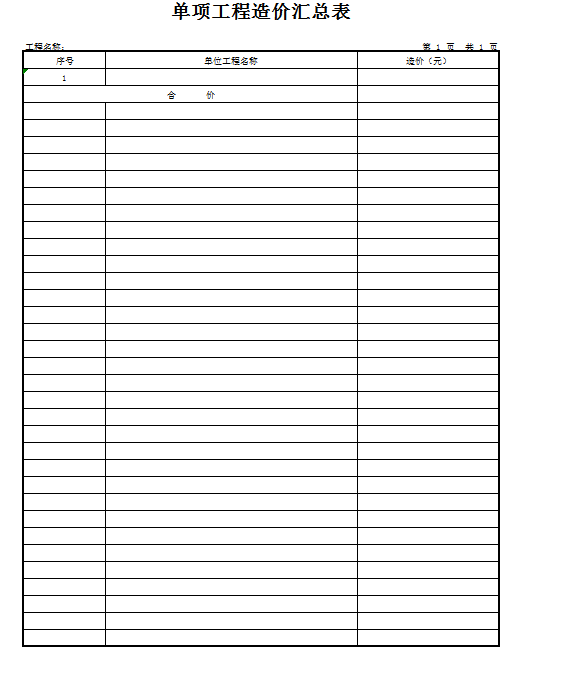 单项工程造价汇总表
工程名称： 第 1 页 共 1 页
序号 单位工程名称 造价（元）
1
合 价